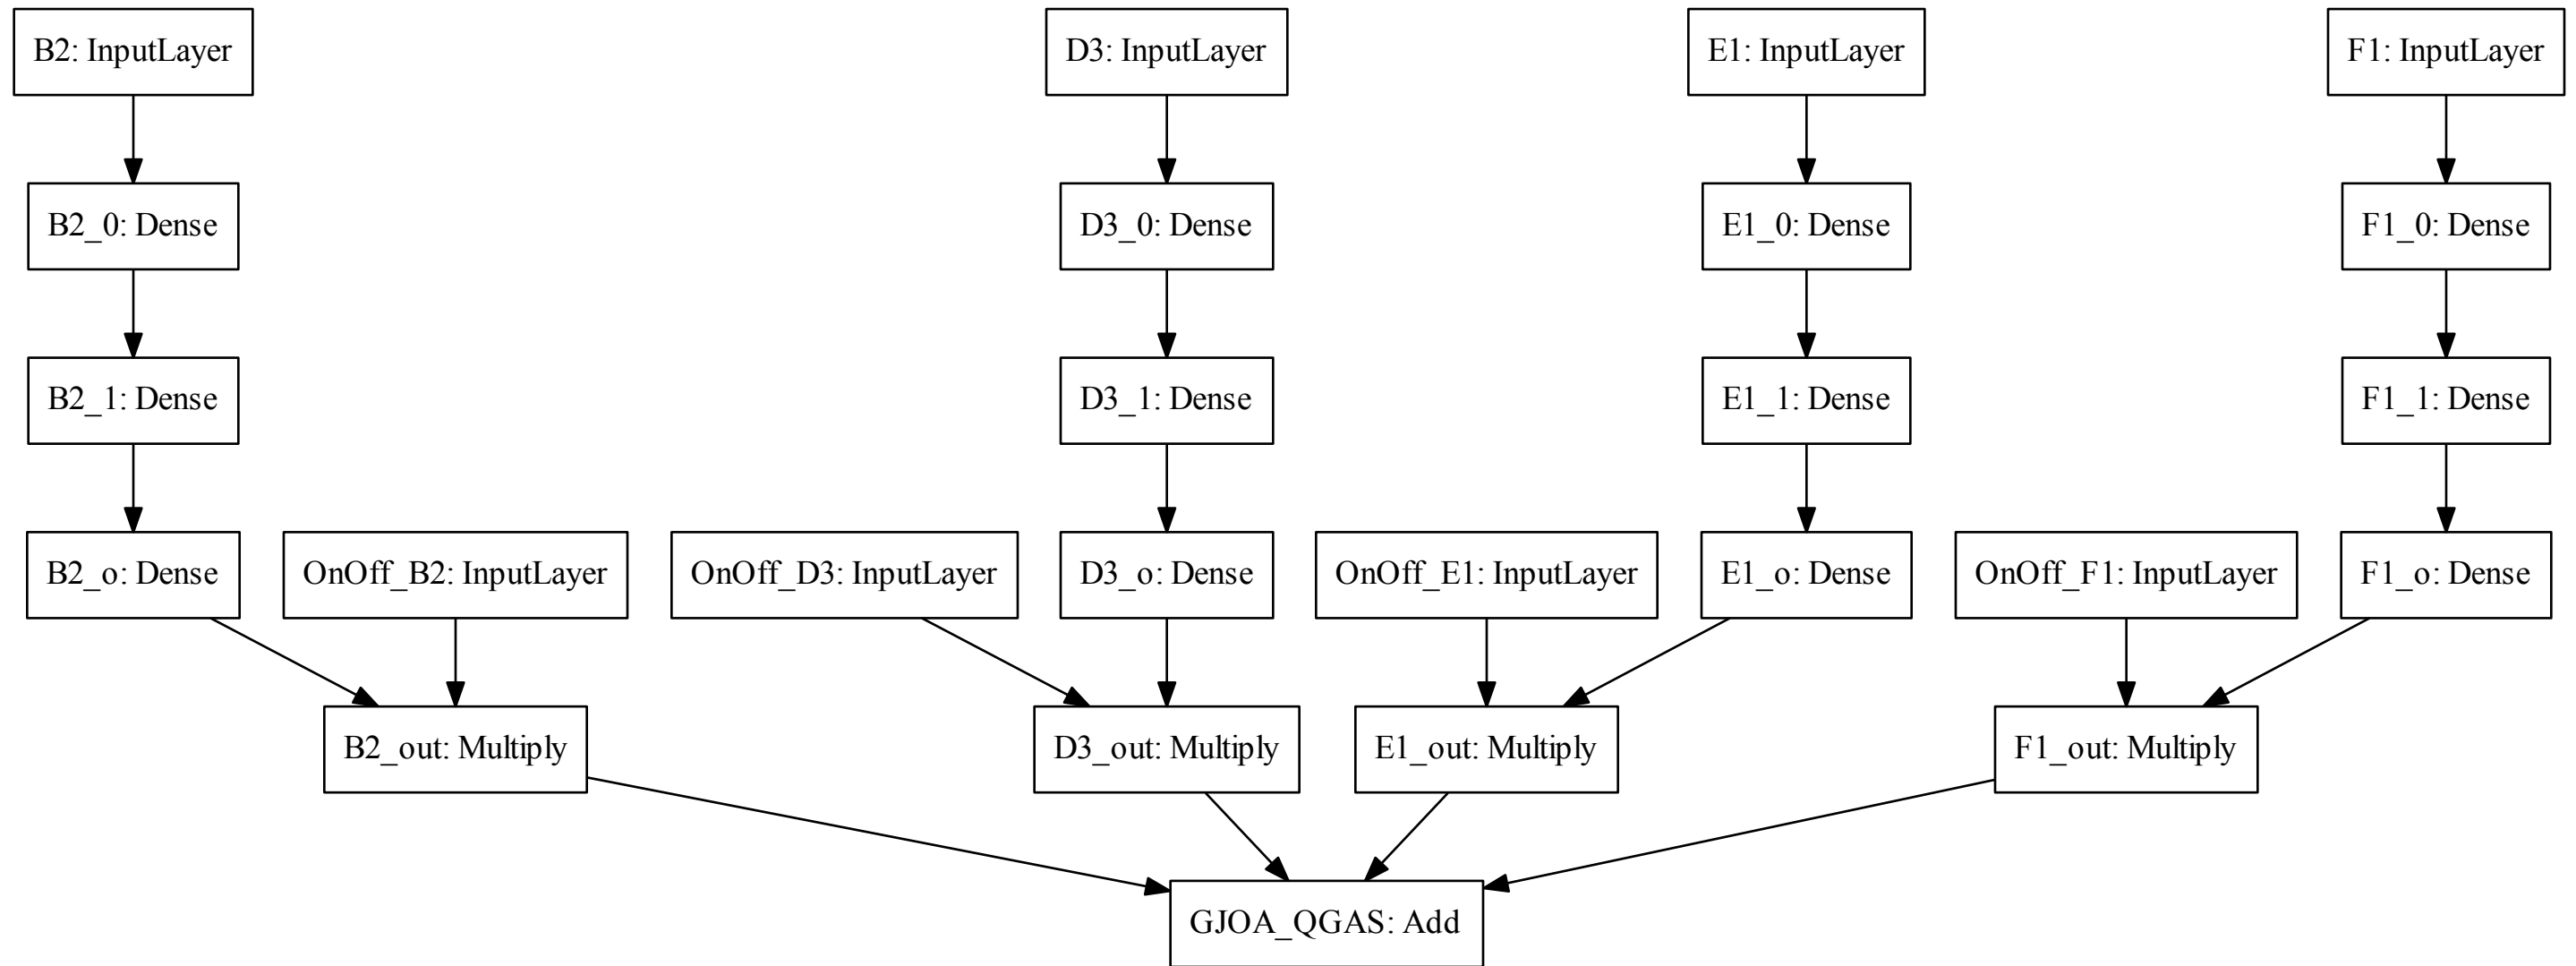 B2: InputLayer
D3: InputLayer
E1: InputLayer
F1: InputLayer
B2_0: Dense
D3_0: Dense
E1_0: Dense
F1_0: Dense
B2_1: Dense
D3_1: Dense
E1_1: Dense
F1_1: Dense
B2_o: Dense
OnOff_B2: InputLayer
OnOff_D3: InputLayer
D3_o: Dense
OnOff_E1: InputLayer
E1_o: Dense
OnOff_F1: InputLayer
F1_o: Dense
B2_out: Multiply
D3_out: Multiply
E1_out: Multiply
F1_out: Multiply
GJOA_QGAS: Add